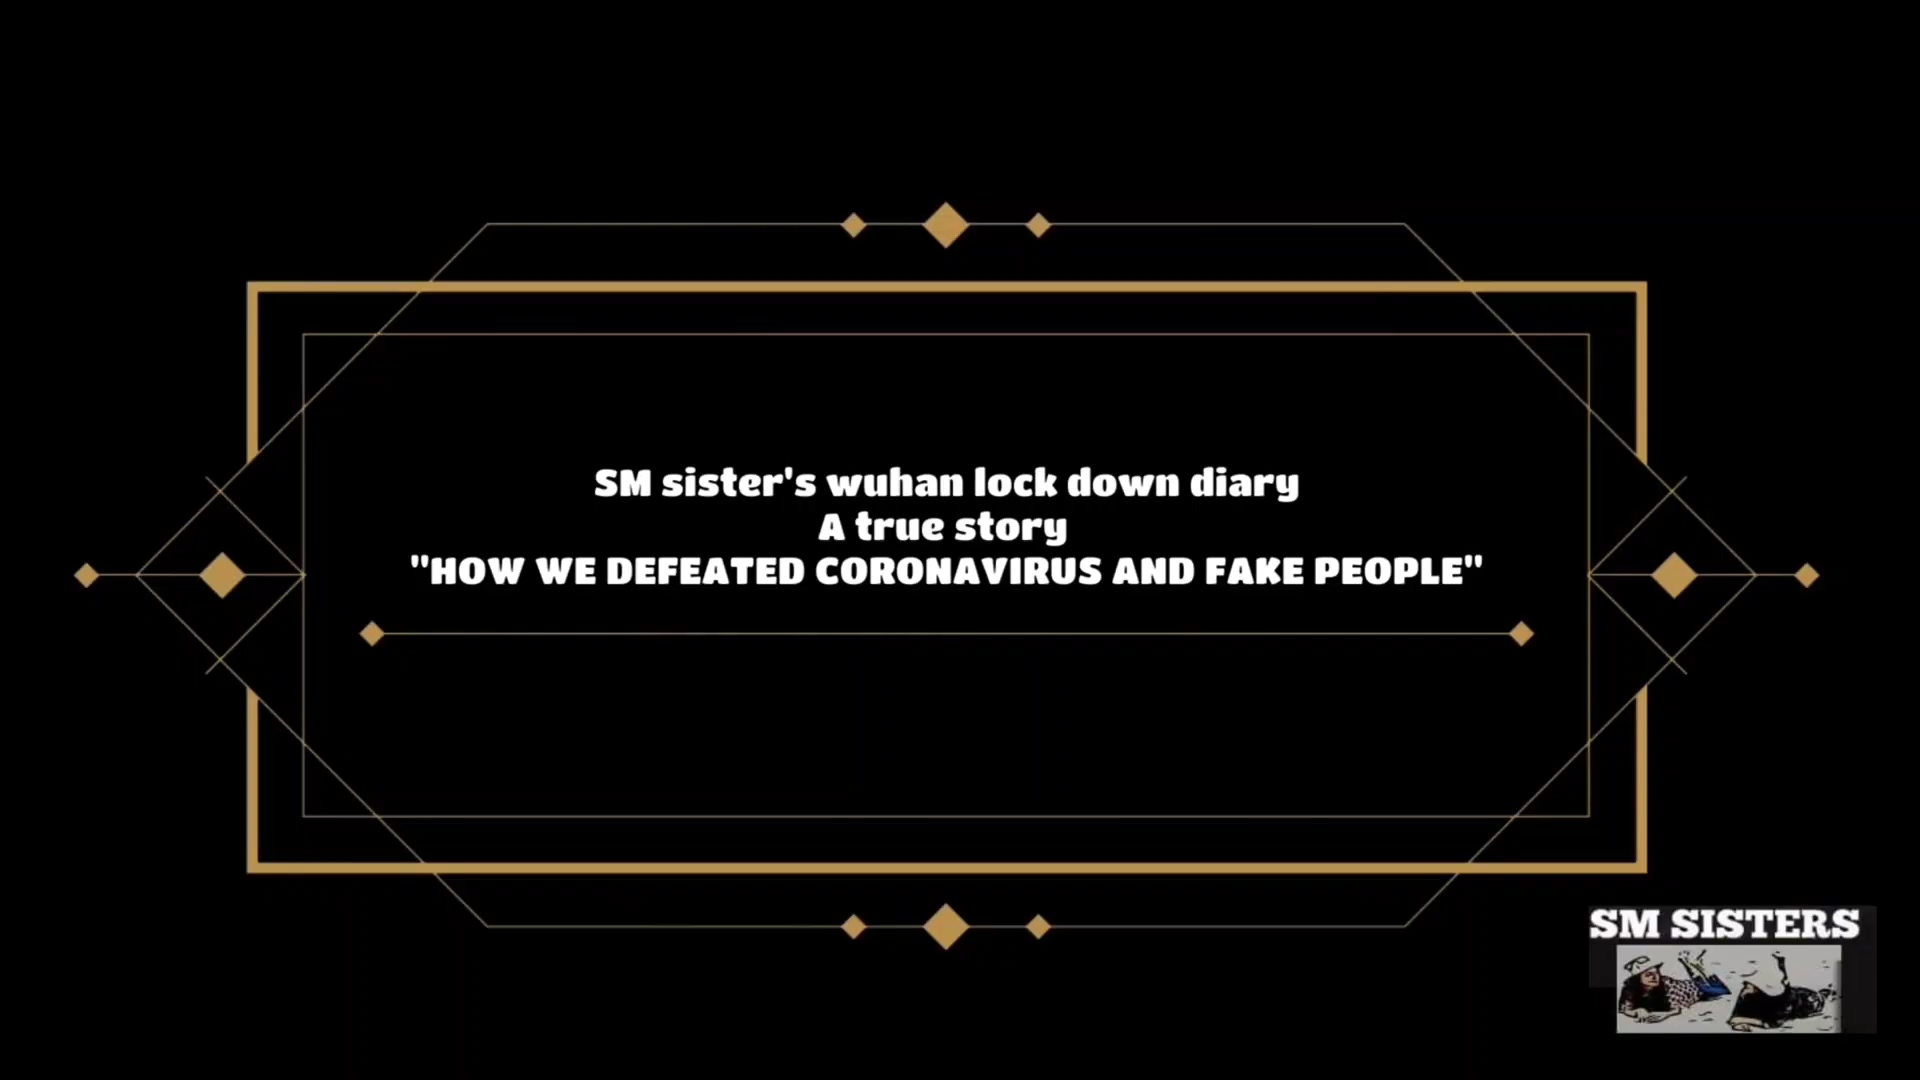 SM sister's wuhan lock down diary
A true story
"HOW WE DEFEATED CORONAVIRUS AND FAKE PEOPLE"
SM SISTERS